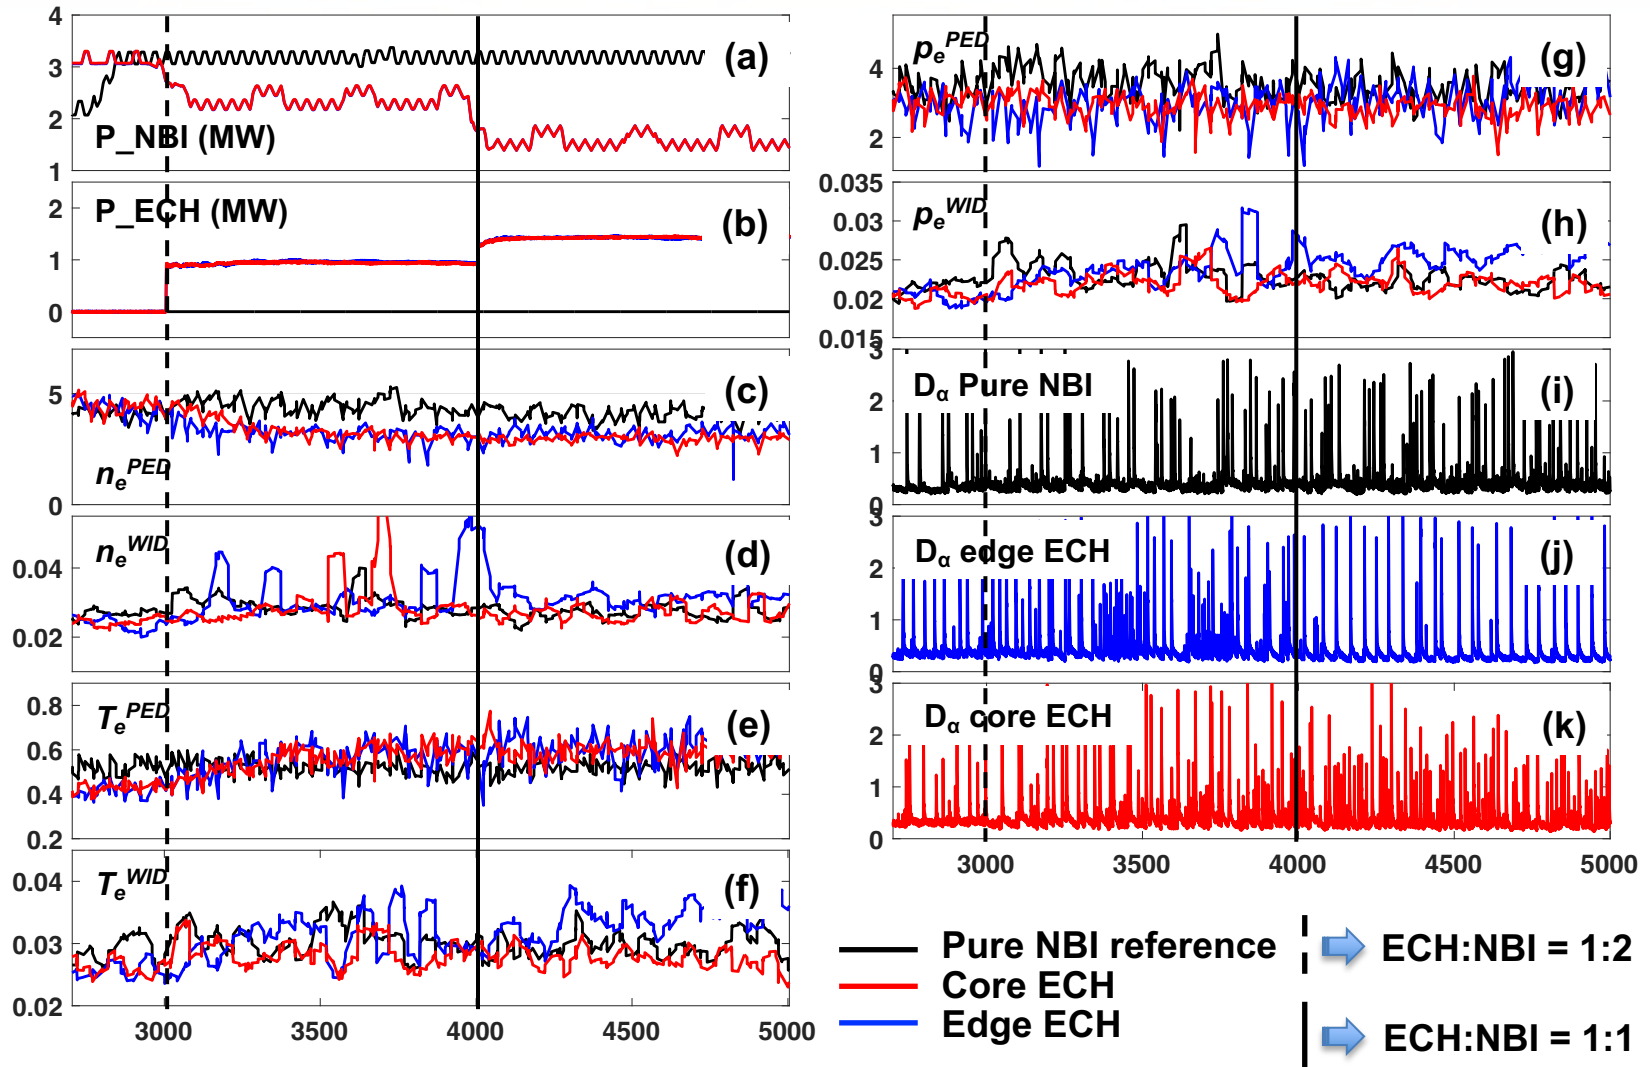 4
3
2
1
P_NBI (MW)
(a)
2
1
0
P_ECH (MW)
(b)
5
0
n_e^PED
(c)
0.04
0.02
n_e^WID
(d)
0.8
0.6
0.4
0.2
T_e^PED
(e)
0.04
0.03
0.02
T_e^WID
(f)
3000 3500 4000 4500 5000
4
2
p_e^PED
(g)
0.035
0.03
0.025
0.02
0.015
p_e^WID
(h)
3
2
1
0
Dα Pure NBI
(i)
3
2
1
0
Dα edge ECH
(j)
3
2
1
0
Dα core ECH
(k)
3000 3500 4000 4500 5000
Pure NBI reference
Core ECH
Edge ECH
ECH:NBI = 1:2
ECH:NBI = 1:1